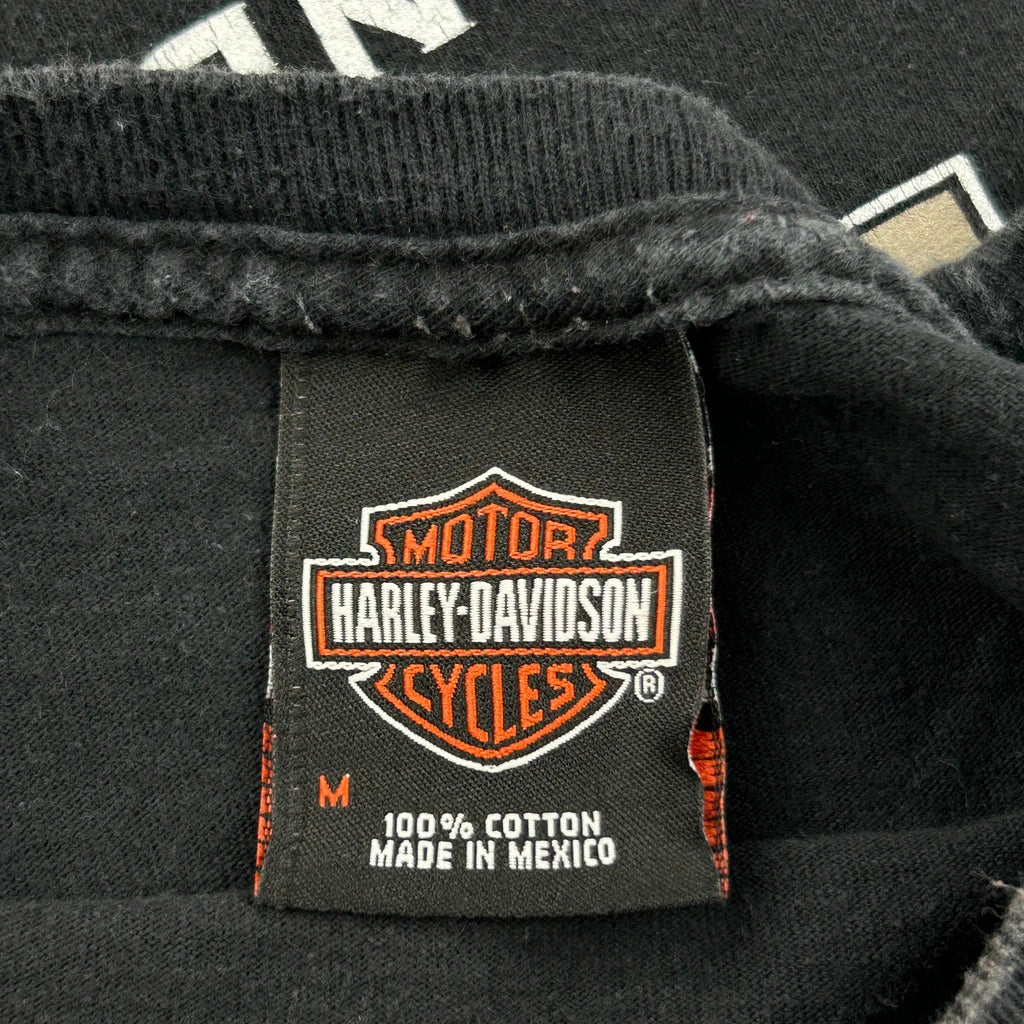 MOTOR
HARLEY-DAVIDSON
CYCLES
®
M
100% COTTON
MADE IN MEXICO